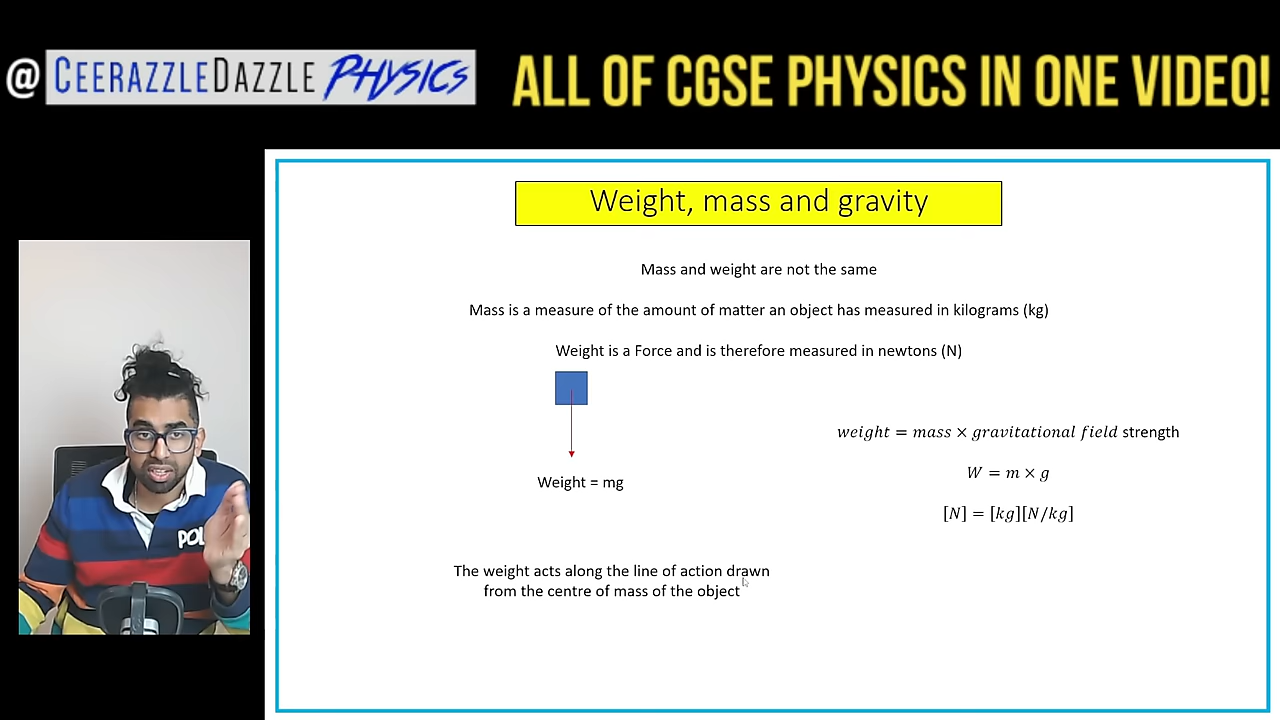 @ CEERAZZLEDAZZLE PHYSICS
ALL OF CGSE PHYSICS IN ONE VIDEO!
Weight, mass and gravity
Mass and weight are not the same
Mass is a measure of the amount of matter an object has measured in kilograms (kg)
Weight is a Force and is therefore measured in newtons (N)
weight = mass × gravitational field strength
W = m × g
Weight = mg
[N] = [kg][N/kg]
POL
The weight acts along the line of action drawn
from the centre of mass of the object